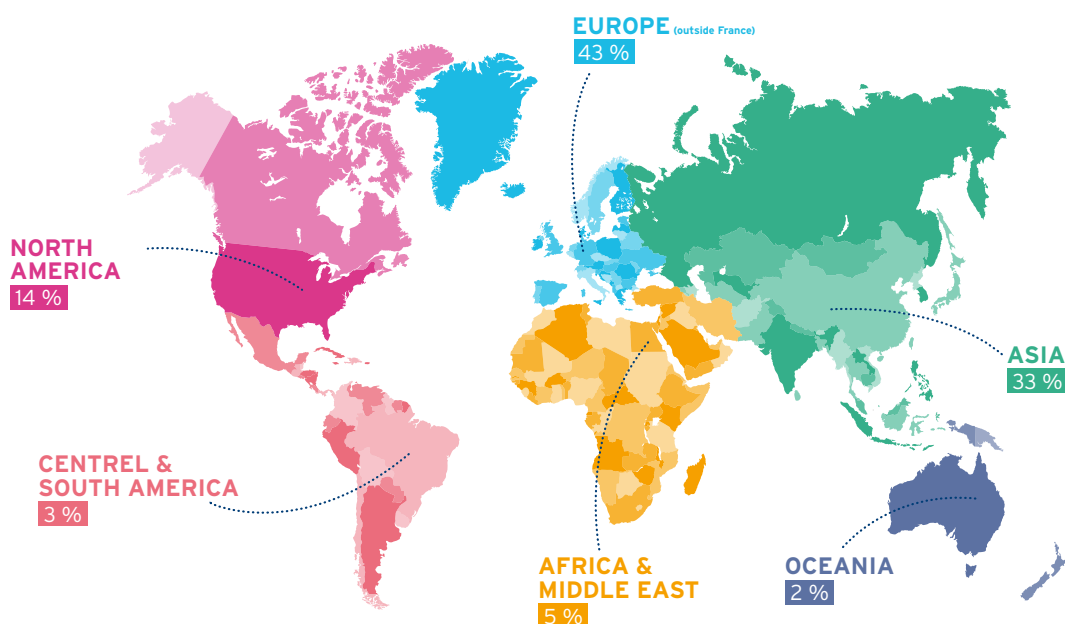 EUROPE (outside France)
43 %
NORTH
AMERICA
14 %
ASIA
33 %
CENTREL &
SOUTH AMERICA
3 %
AFRICA &
MIDDLE EAST
5 %
OCEANIA
2 %